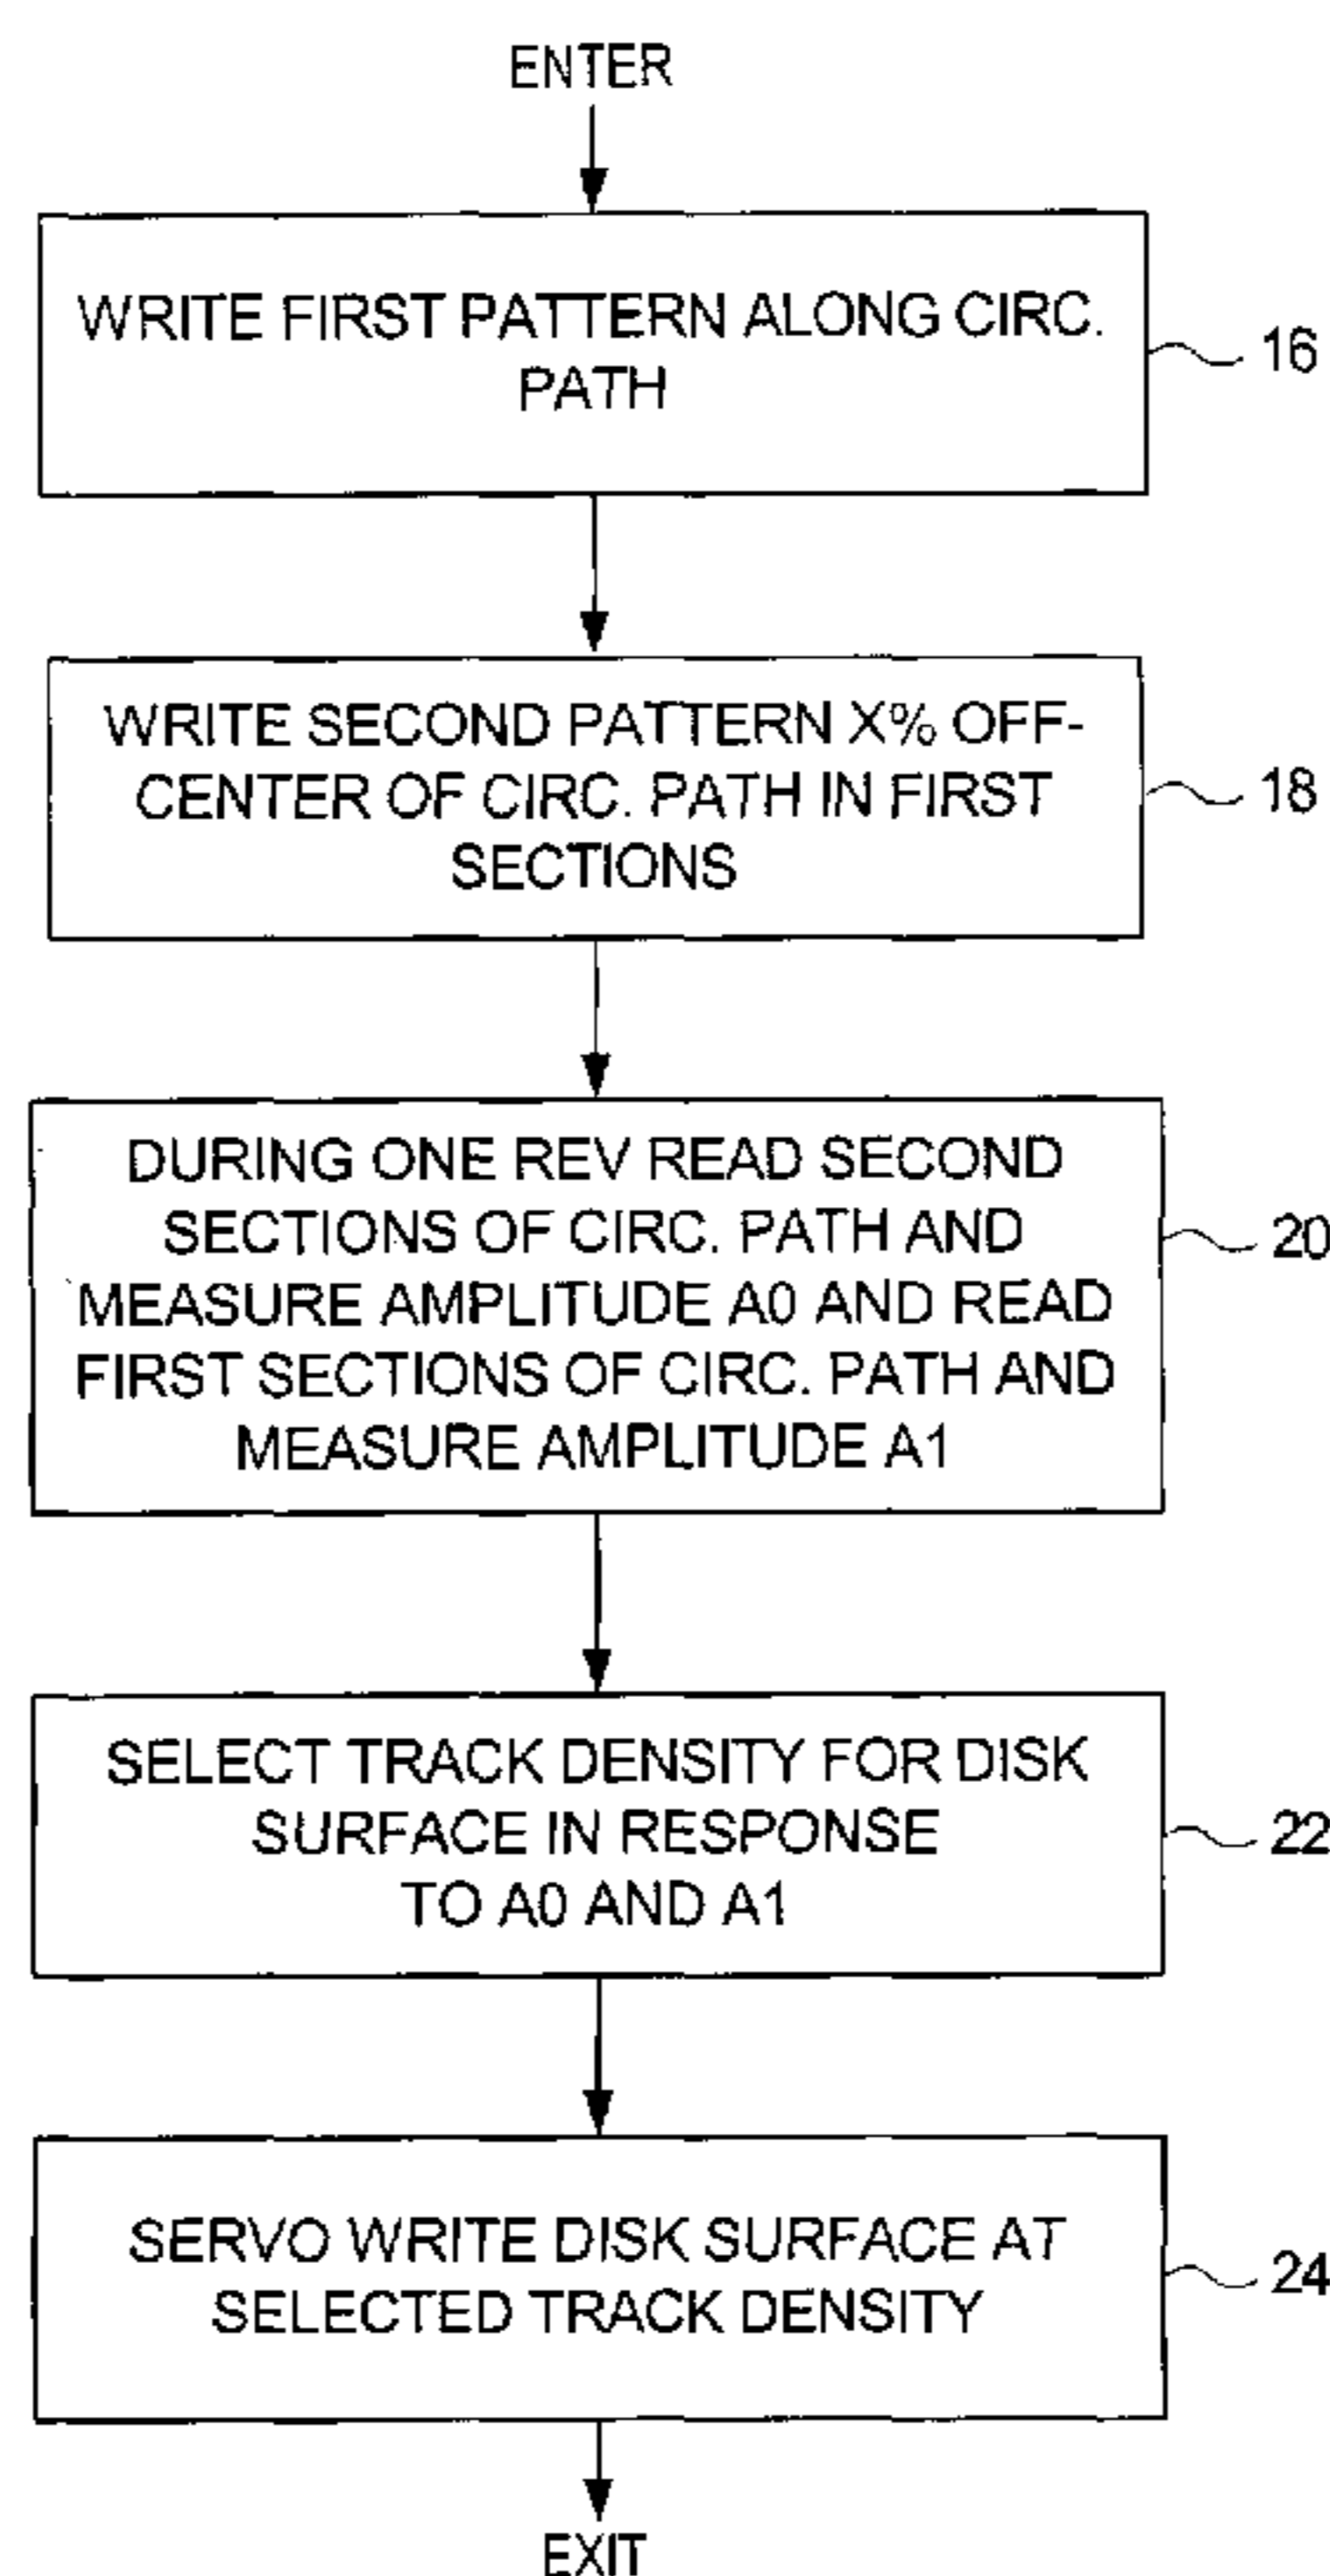 ENTER
WRITE FIRST PATTERN ALONG CIRC.
PATH
16
WRITE SECOND PATTERN X% OFF-
CENTER OF CIRC. PATH IN FIRST
SECTIONS
18
DURING ONE REV READ SECOND
SECTIONS OF CIRC. PATH AND
MEASURE AMPLITUDE A0 AND READ
FIRST SECTIONS OF CIRC. PATH AND
MEASURE AMPLITUDE A1
20
SELECT TRACK DENSITY FOR DISK
SURFACE IN RESPONSE
TO A0 AND A1
22
SERVO WRITE DISK SURFACE AT
SELECTED TRACK DENSITY
24
EXIT